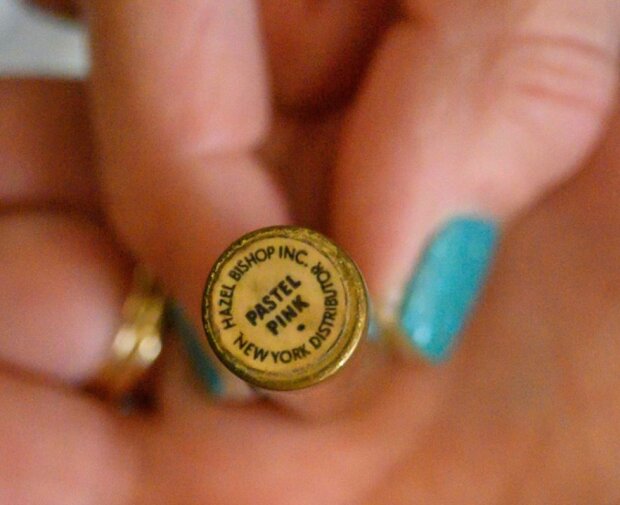 HAZEL BISHOP INC.
PASTEL
PINK
NEW YORK DISTRIBUTOR